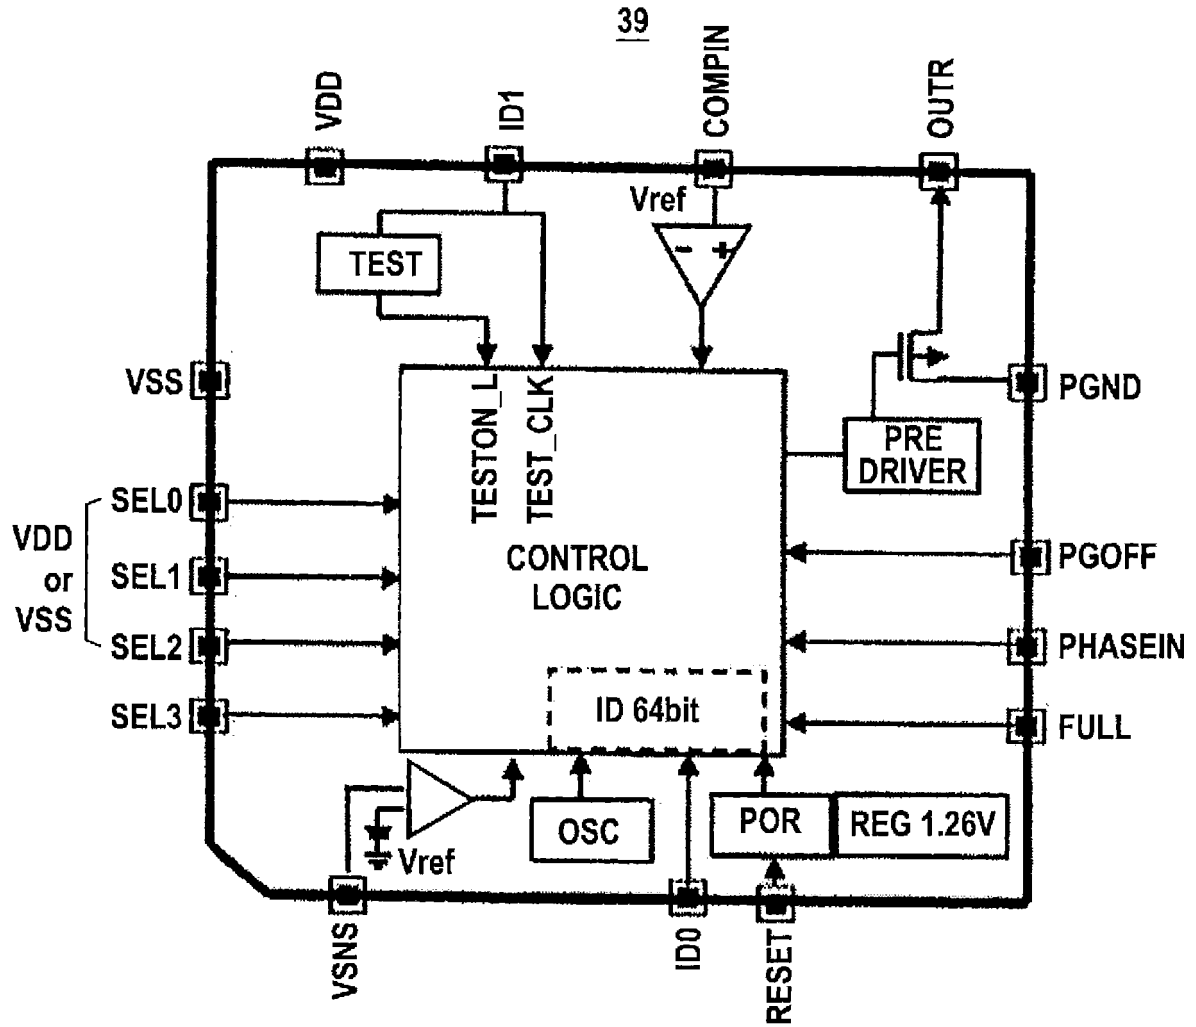 39
VDD
ID1
COMPIN
OUTR
Vref
- +
TEST
VSS
PGND
TESTON_L
TEST_CLK
PRE
DRIVER
SEL0
VDD
or
VSS
SEL1
SEL2
SEL3
CONTROL
LOGIC
PGOFF
PHASEIN
FULL
ID 64bit
OSC
POR
REG 1.26V
Vref
VSNS
ID0
RESET